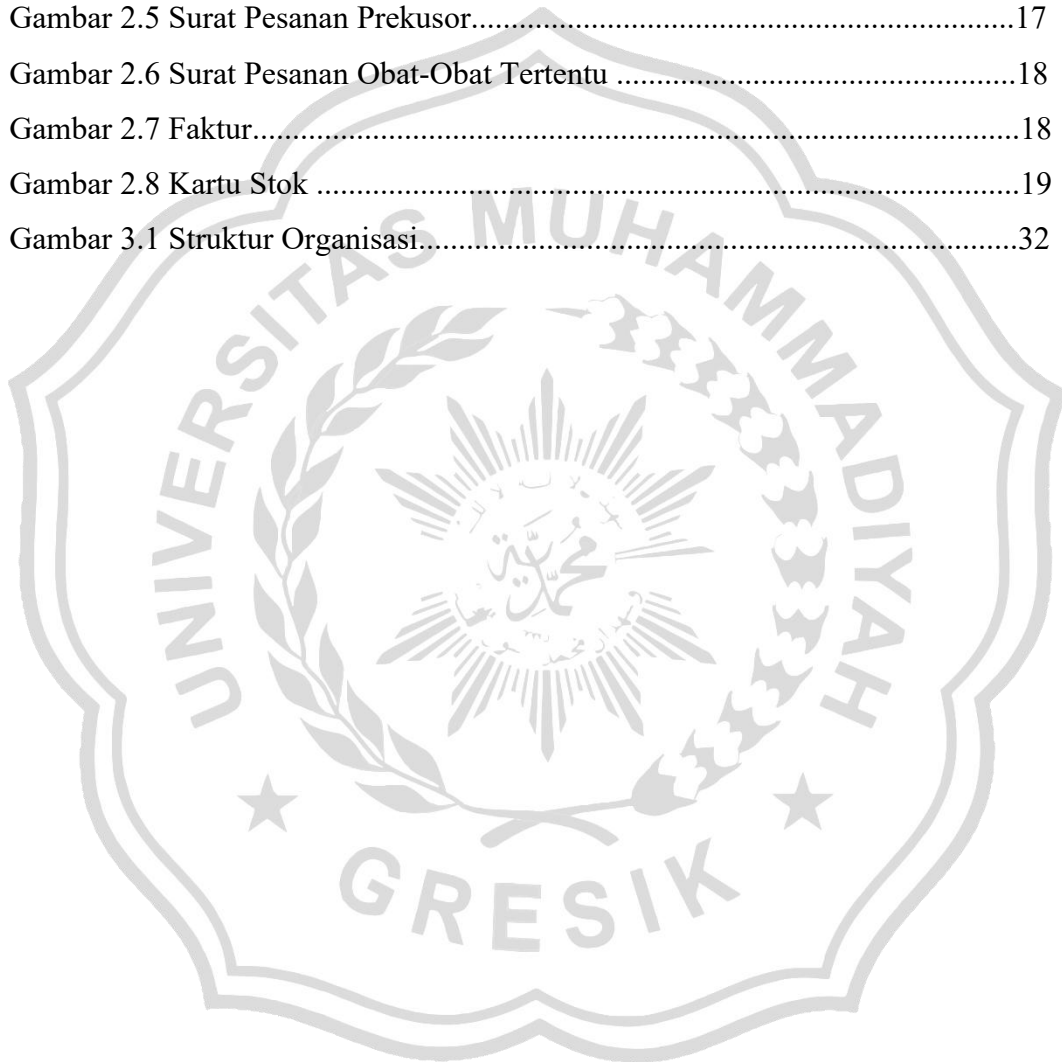 Gambar 2.5 Surat Pesanan Prekusor....................................................................17
Gambar 2.6 Surat Pesanan Obat-Obat Tertentu ..................................................18
Gambar 2.7 Faktur................................................................................................18
Gambar 2.8 Kartu Stok ........................................................................................19
Gambar 3.1 Struktur Organisasi...........................................................................32
UNIVERSITAS MUHAMMADIYAH
GRESIK